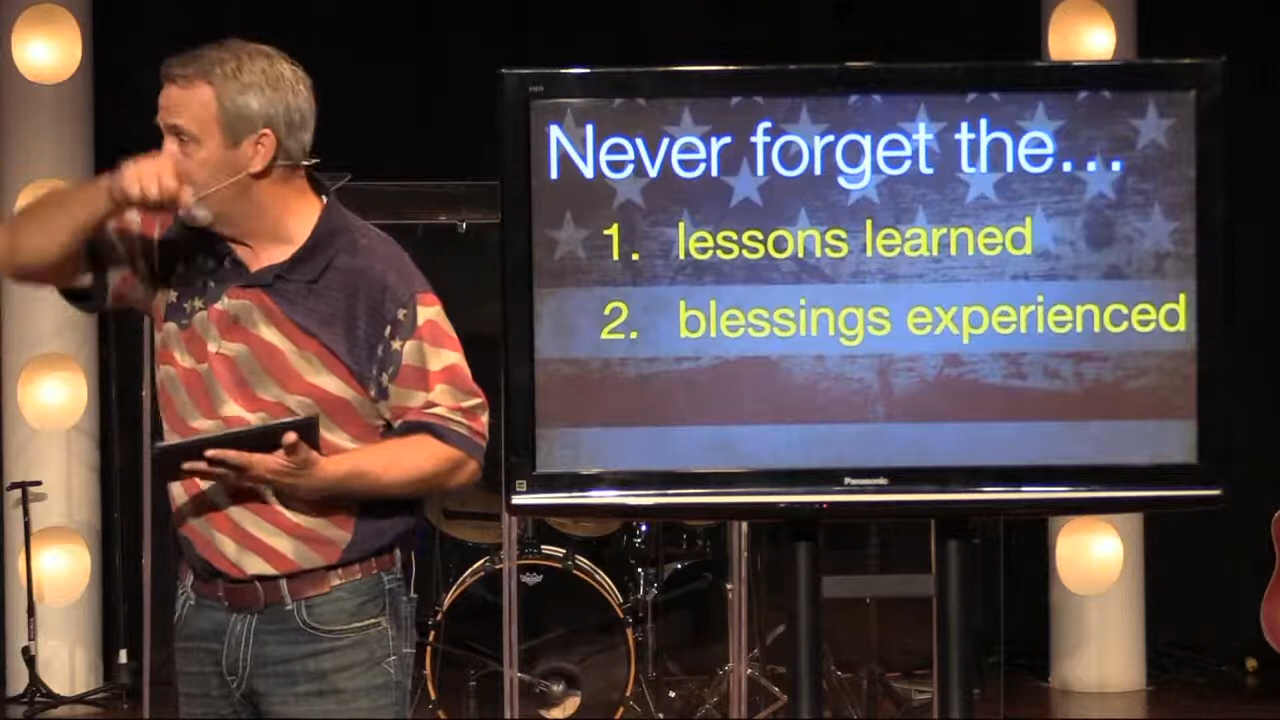 Never forget the...
1. lessons learned
2. blessings experienced
Panasonic